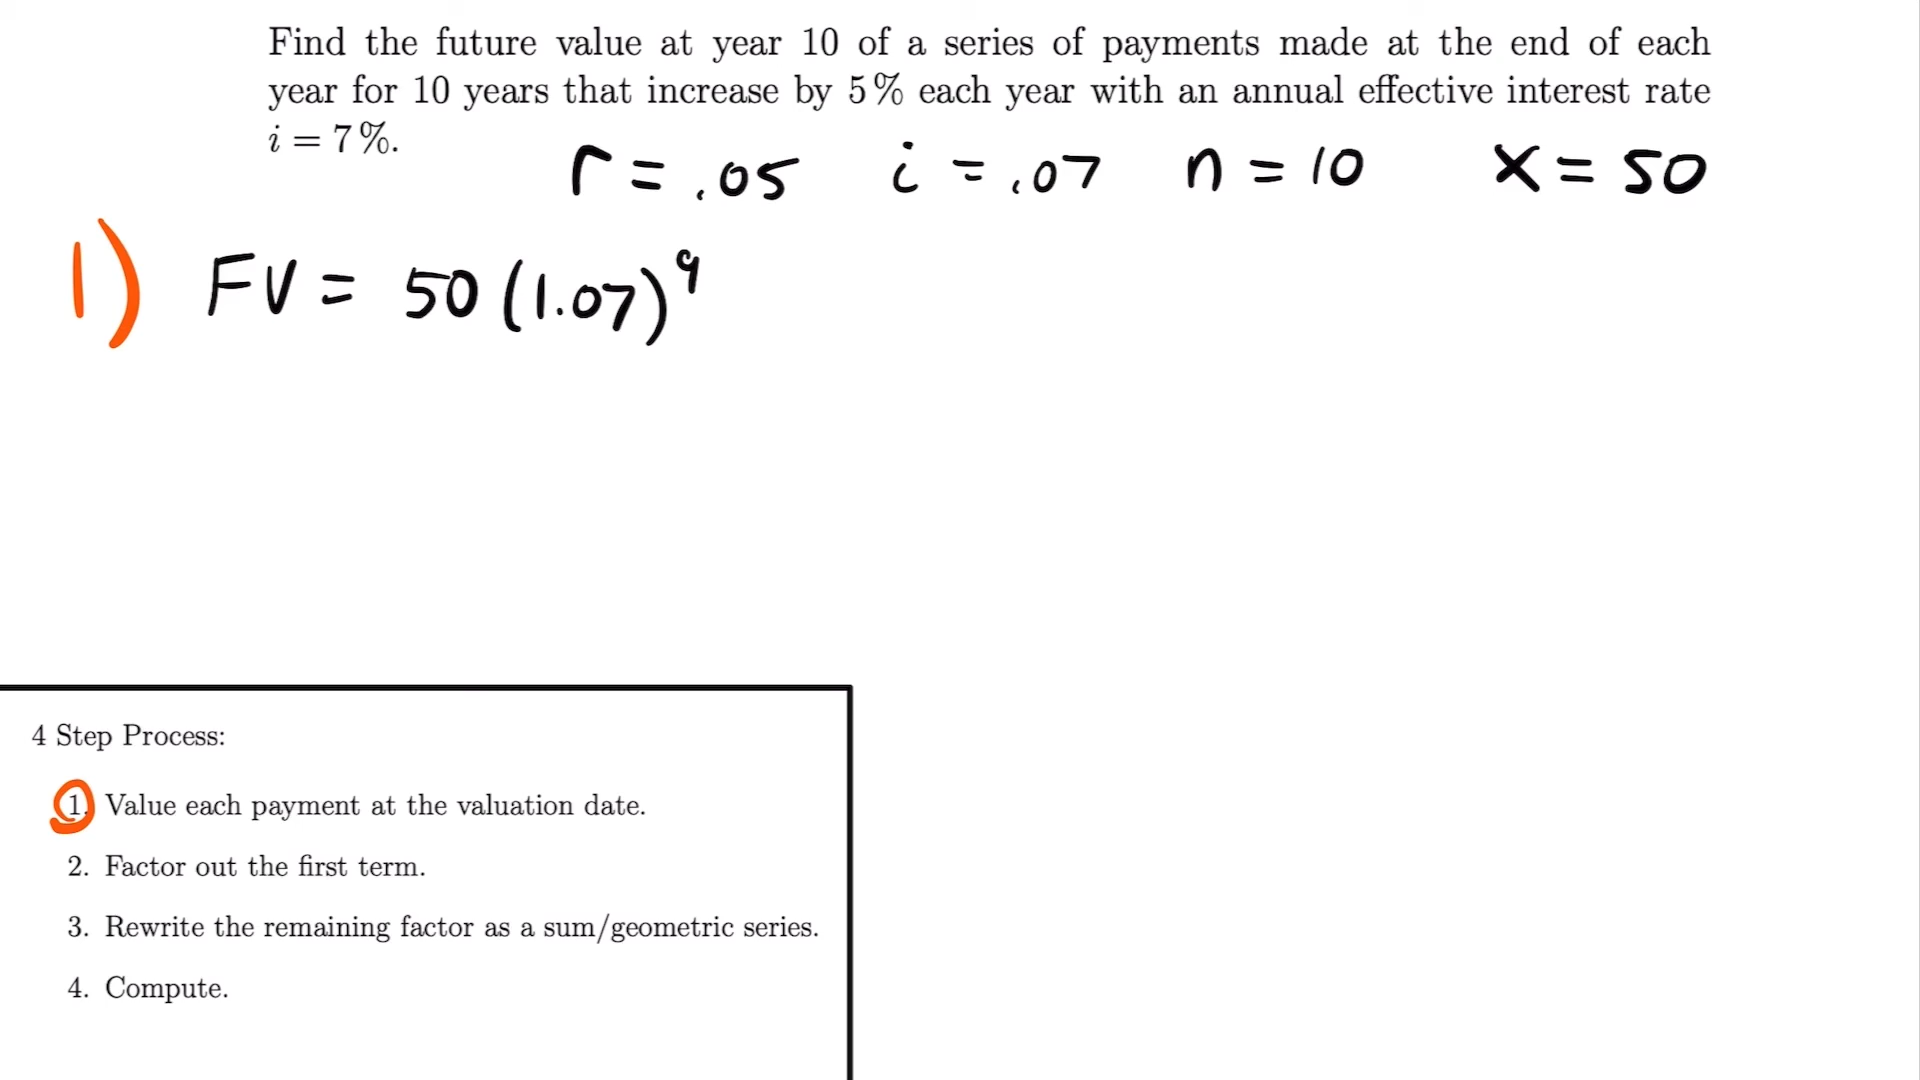 Find the future value at year 10 of a series of payments made at the end of each
year for 10 years that increase by 5 % each year with an annual effective interest rate
i = 7 %.
r = .05 i = .07 n = 10 x = 50
1) FV = 50 (1.07)⁹
4 Step Process:
1. Value each payment at the valuation date.
2. Factor out the first term.
3. Rewrite the remaining factor as a sum/geometric series.
4. Compute.